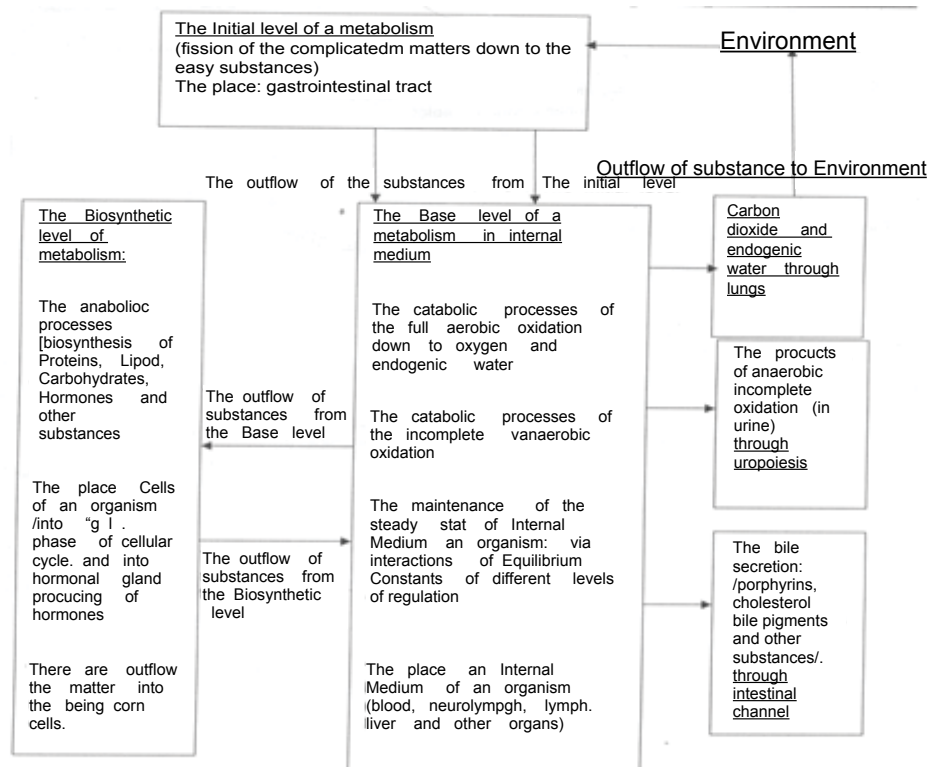 The Initial level of a metabolism
(fission of the complicatedm matters down to the
easy substances)
The place: gastrointestinal tract
Environment
Outflow of substance to Environment
The outflow of the substances from The initial level
The Biosynthetic
level of
metabolism:
The anabolioc
processes
[biosynthesis of
Proteins, Lipod,
Carbohydrates,
Hormones and
other
substances
The place Cells
of an organism
/into "g l .
phase of cellular
cycle. and into
hormonal gland
procucing of
hormones
There are outflow
the matter into
the being corn
cells.
The outflow of
substances from
the Base level
The outflow of
substances from
the Biosynthetic
level
The Base level of a
metabolism in internal
medium
The catabolic processes of
the full aerobic oxidation
down to oxygen and
endogenic water
The catabolic processes of
the incomplete vanaerobic
oxidation
The maintenance of the
steady stat of Internal
Medium an organism: via
interactions of Equilibrium
Constants of different levels
of regulation
The place an Internal
Medium of an organism
(blood, neurolympgh, lymph.
liver and other organs)
Carbon
dioxide and
endogenic
water through
lungs
The procucts
of anaerobic
incomplete
oxidation (in
urine)
through
uropoiesis
The bile
secretion:
/porphyrins,
cholesterol
bile pigments
and other
substances/.
through
intestinal
channel